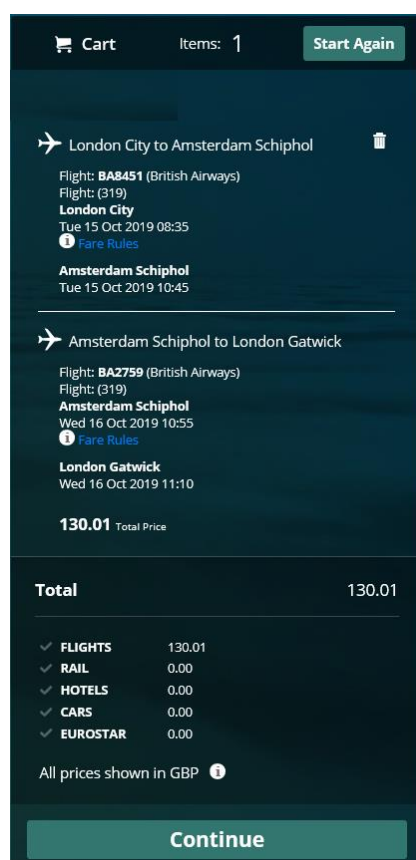 Cart Items: 1 Start Again
London City to Amsterdam Schiphol
Flight: BA8451 (British Airways)
Flight: (319)
London City
Tue 15 Oct 2019 08:35
Fare Rules
Amsterdam Schiphol
Tue 15 Oct 2019 10:45
Amsterdam Schiphol to London Gatwick
Flight: BA2759 (British Airways)
Flight: (319)
Amsterdam Schiphol
Wed 16 Oct 2019 10:55
Fare Rules
London Gatwick
Wed 16 Oct 2019 11:10
130.01 Total Price
Total 130.01
FLIGHTS 130.01
RAIL 0.00
HOTELS 0.00
CARS 0.00
EUROSTAR 0.00
All prices shown in GBP
Continue